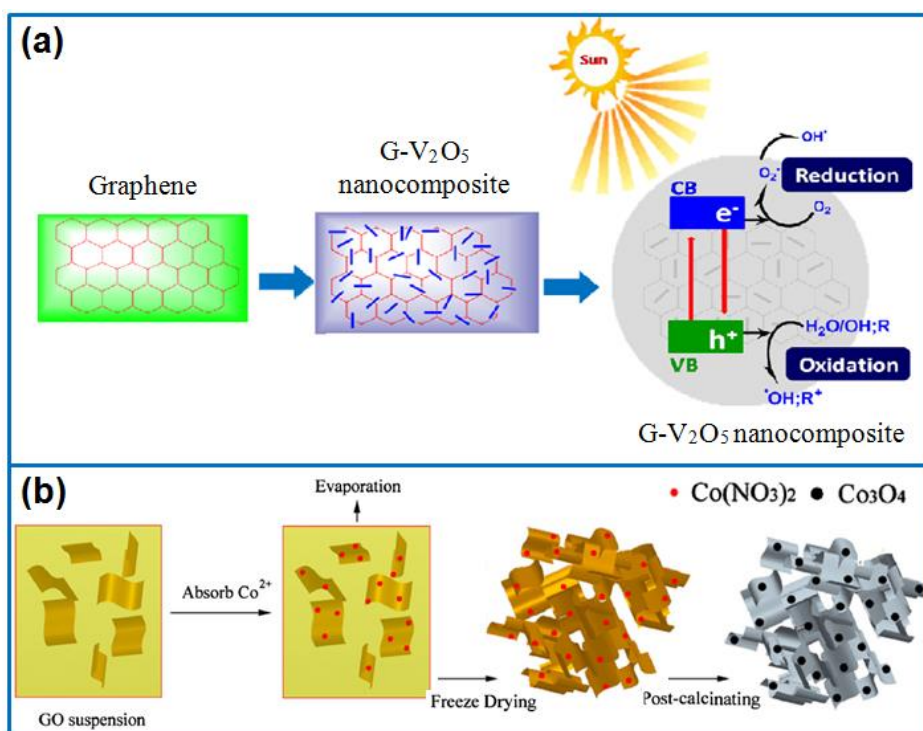 (a)
Sun
Graphene
G-V₂O₅
nanocomposite
OH•
O₂•
Reduction
CB
e⁻
O₂
h⁺
VB
H₂O/OH;R
Oxidation
•OH;R⁺
G-V₂O₅ nanocomposite
(b)
Evaporation
Co(NO₃)₂
Co₃O₄
Absorb Co²⁺
Freeze Drying
Post-calcinating
GO suspension